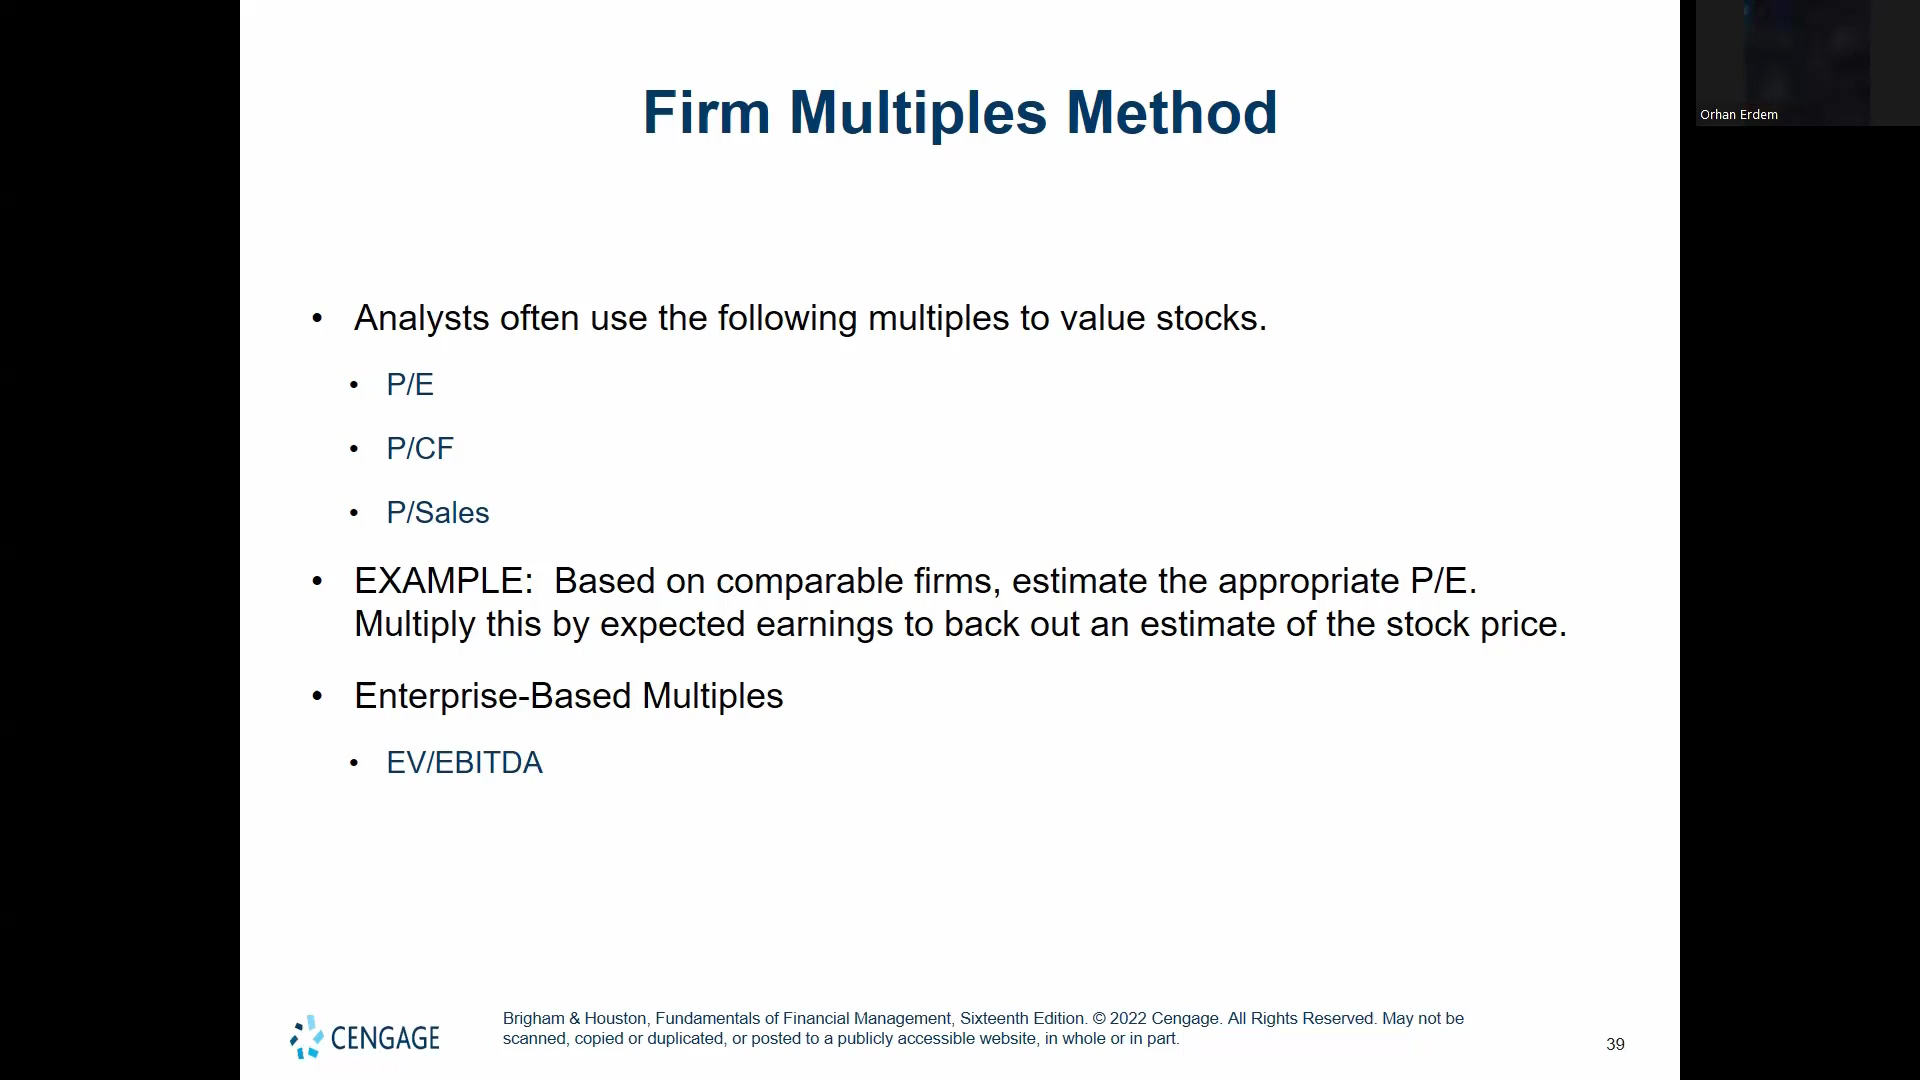 Firm Multiples Method
Orhan Erdem
• Analysts often use the following multiples to value stocks.
• P/E
• P/CF
• P/Sales
• EXAMPLE:  Based on comparable firms, estimate the appropriate P/E.
Multiply this by expected earnings to back out an estimate of the stock price.
• Enterprise-Based Multiples
• EV/EBITDA
CENGAGE
Brigham & Houston, Fundamentals of Financial Management, Sixteenth Edition. © 2022 Cengage. All Rights Reserved. May not be
scanned, copied or duplicated, or posted to a publicly accessible website, in whole or in part.
39